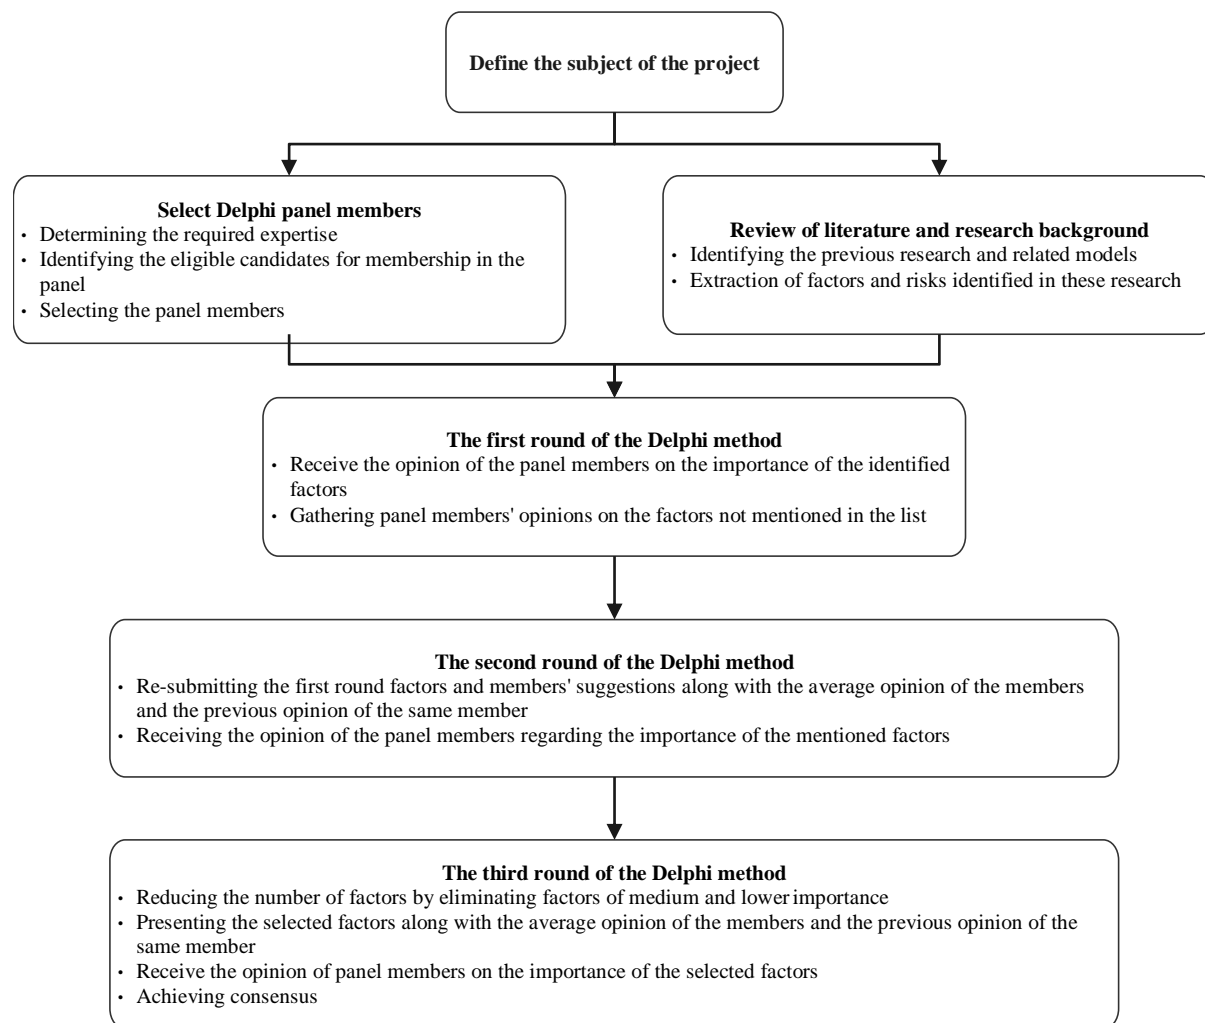 Define the subject of the project
Select Delphi panel members
• Determining the required expertise
• Identifying the eligible candidates for membership in the
panel
• Selecting the panel members
Review of literature and research background
• Identifying the previous research and related models
• Extraction of factors and risks identified in these research
The first round of the Delphi method
• Receive the opinion of the panel members on the importance of the identified
factors
• Gathering panel members' opinions on the factors not mentioned in the list
The second round of the Delphi method
• Re-submitting the first round factors and members' suggestions along with the average opinion of the members
and the previous opinion of the same member
• Receiving the opinion of the panel members regarding the importance of the mentioned factors
The third round of the Delphi method
• Reducing the number of factors by eliminating factors of medium and lower importance
• Presenting the selected factors along with the average opinion of the members and the previous opinion of the
same member
• Receive the opinion of panel members on the importance of the selected factors
• Achieving consensus